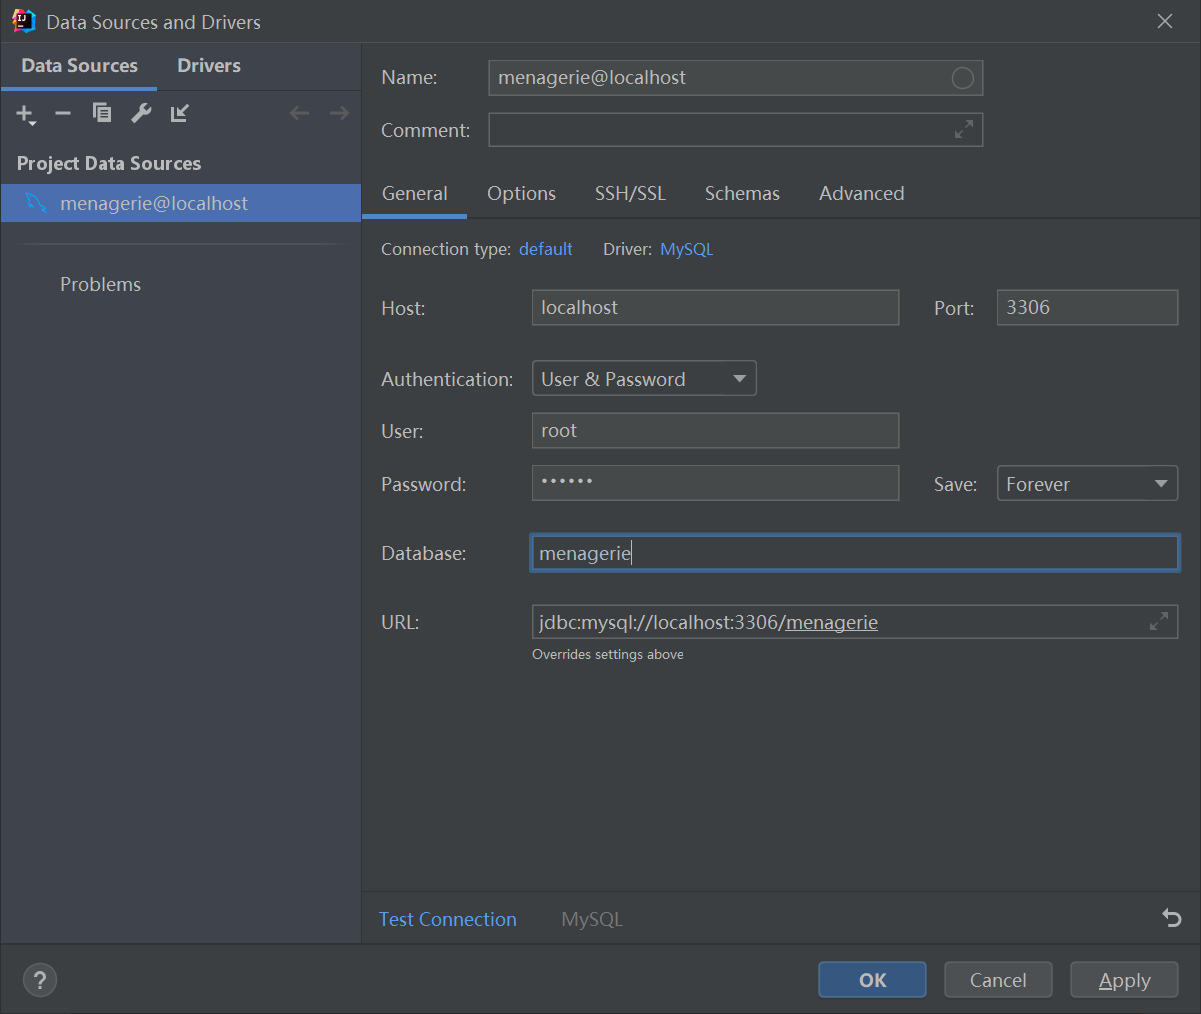 Data Sources and Drivers
Data Sources Drivers
Project Data Sources
menagerie@localhost
Problems
Name: menagerie@localhost
Comment:
General Options SSH/SSL Schemas Advanced
Connection type: default Driver: MySQL
Host: localhost Port: 3306
Authentication: User & Password
User: root
Password: •••••• Save: Forever
Database: menagerie
URL: jdbc:mysql://localhost:3306/menagerie
Overrides settings above
Test Connection MySQL
? OK Cancel Apply